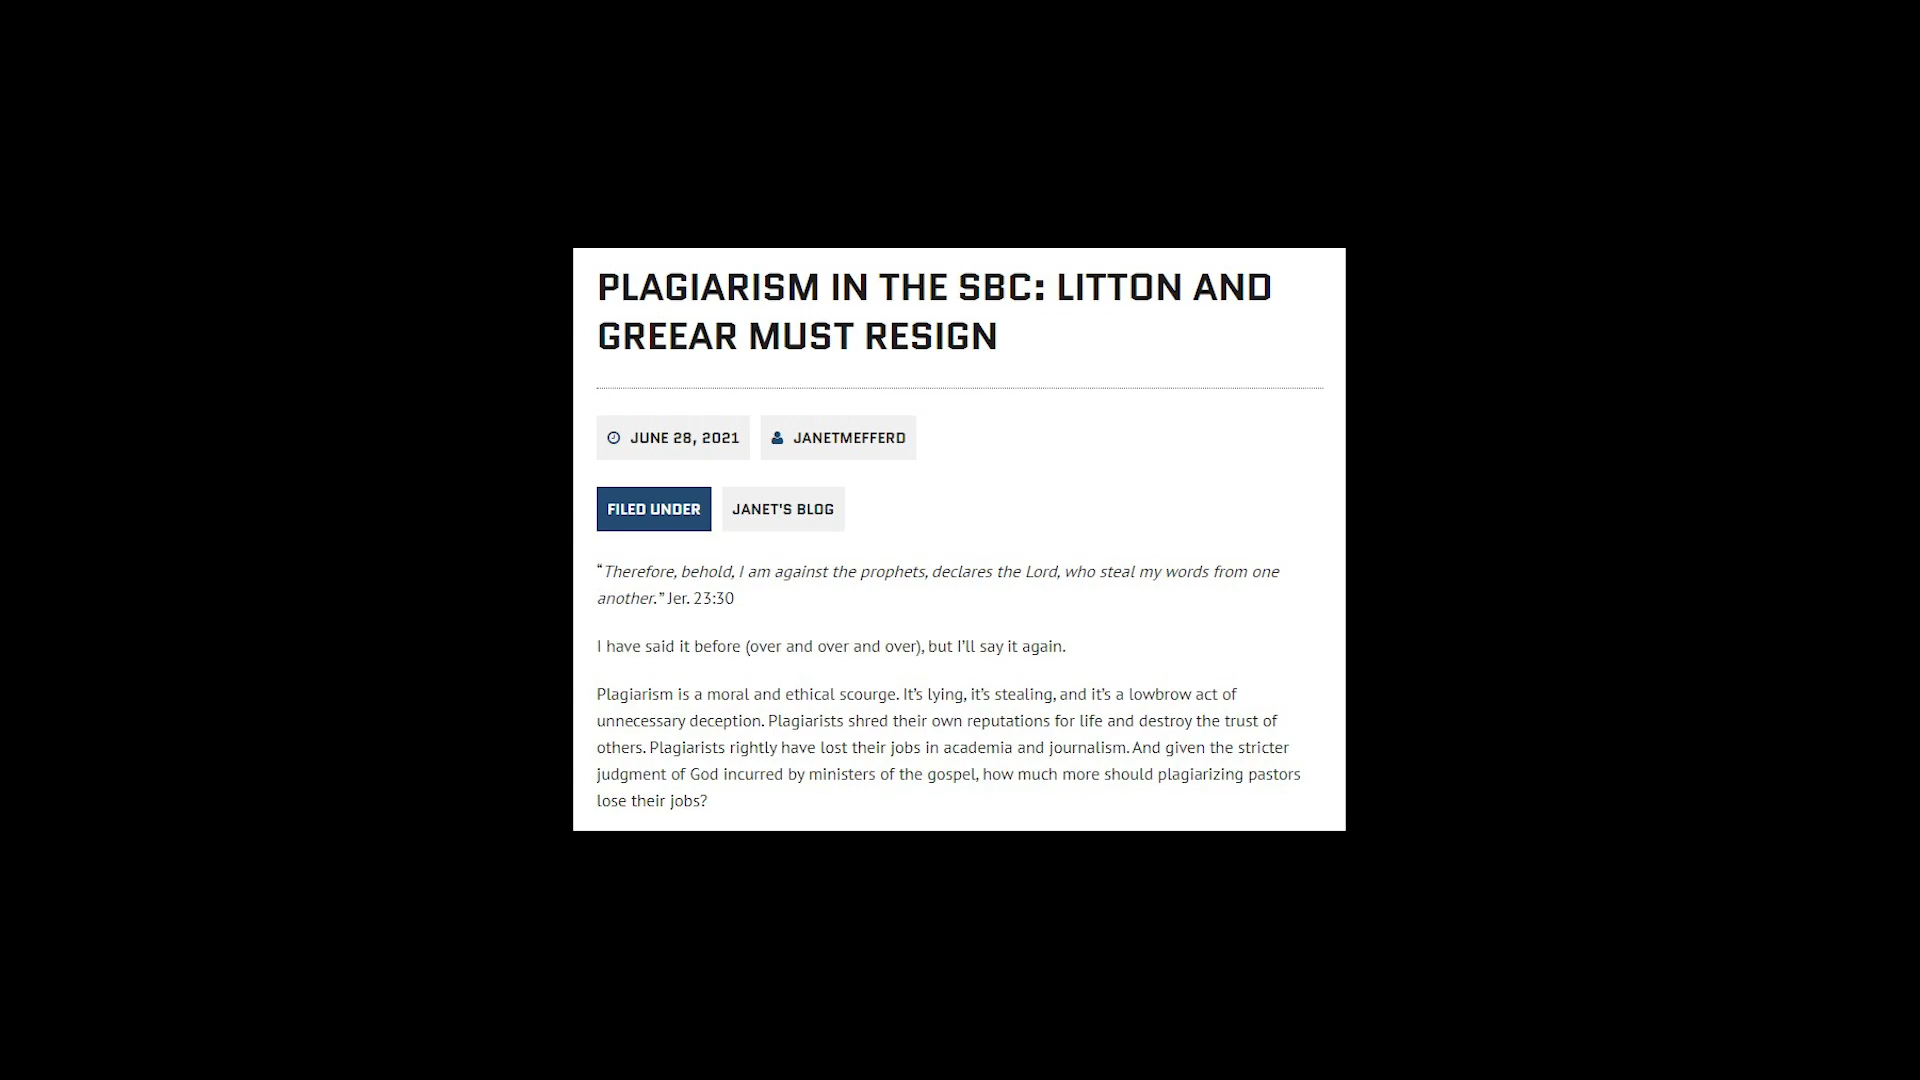 PLAGIARISM IN THE SBC: LITTON AND
GREEAR MUST RESIGN
JUNE 28, 2021 JANETMEFFERD
FILED UNDER JANET'S BLOG
“Therefore, behold, I am against the prophets, declares the Lord, who steal my words from one
another.” Jer. 23:30
I have said it before (over and over and over), but I’ll say it again.
Plagiarism is a moral and ethical scourge. It’s lying, it’s stealing, and it’s a lowbrow act of
unnecessary deception. Plagiarists shred their own reputations for life and destroy the trust of
others. Plagiarists rightly have lost their jobs in academia and journalism. And given the stricter
judgment of God incurred by ministers of the gospel, how much more should plagiarizing pastors
lose their jobs?